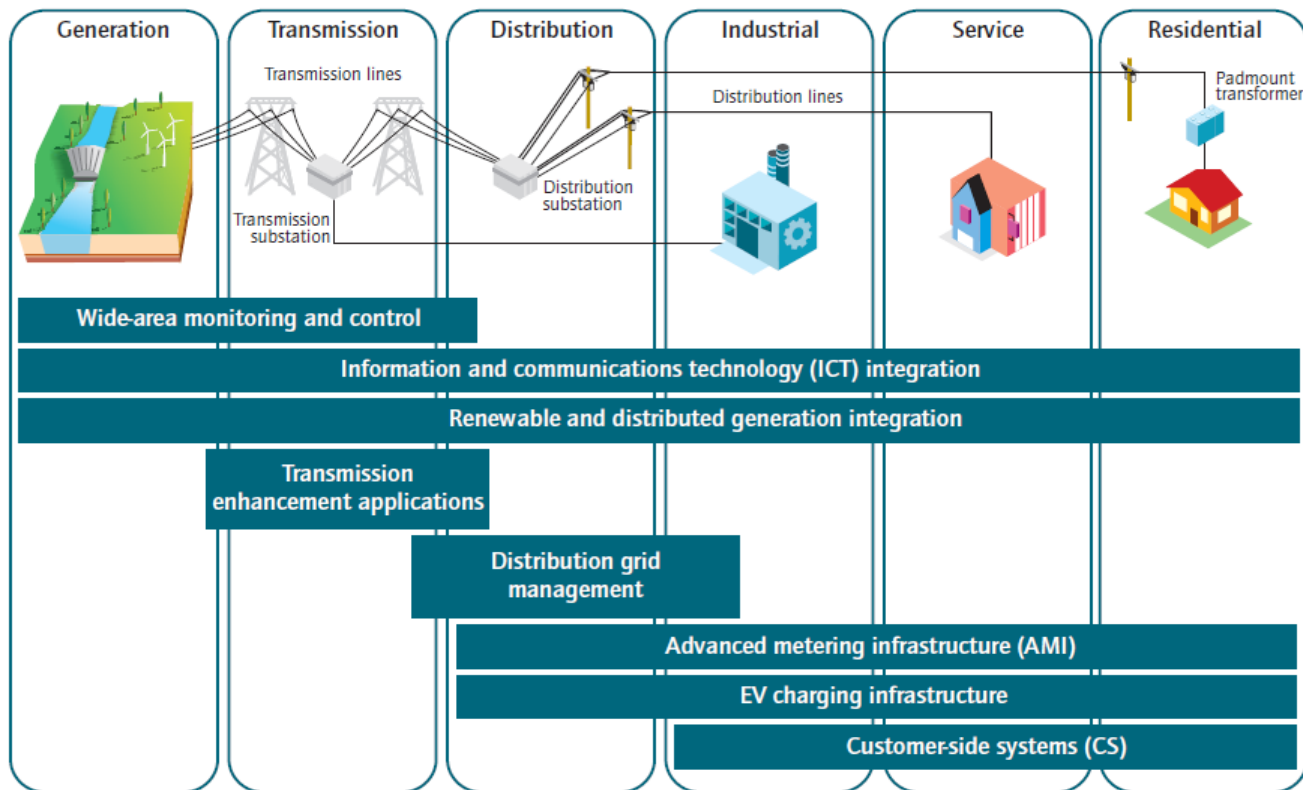 Generation
Transmission
Distribution
Industrial
Service
Residential
Transmission lines
Padmount
transformer
Distribution lines
Distribution
substation
Transmission
substation
Wide-area monitoring and control
Information and communications technology (ICT) integration
Renewable and distributed generation integration
Transmission
enhancement applications
Distribution grid
management
Advanced metering infrastructure (AMI)
EV charging infrastructure
Customer-side systems (CS)